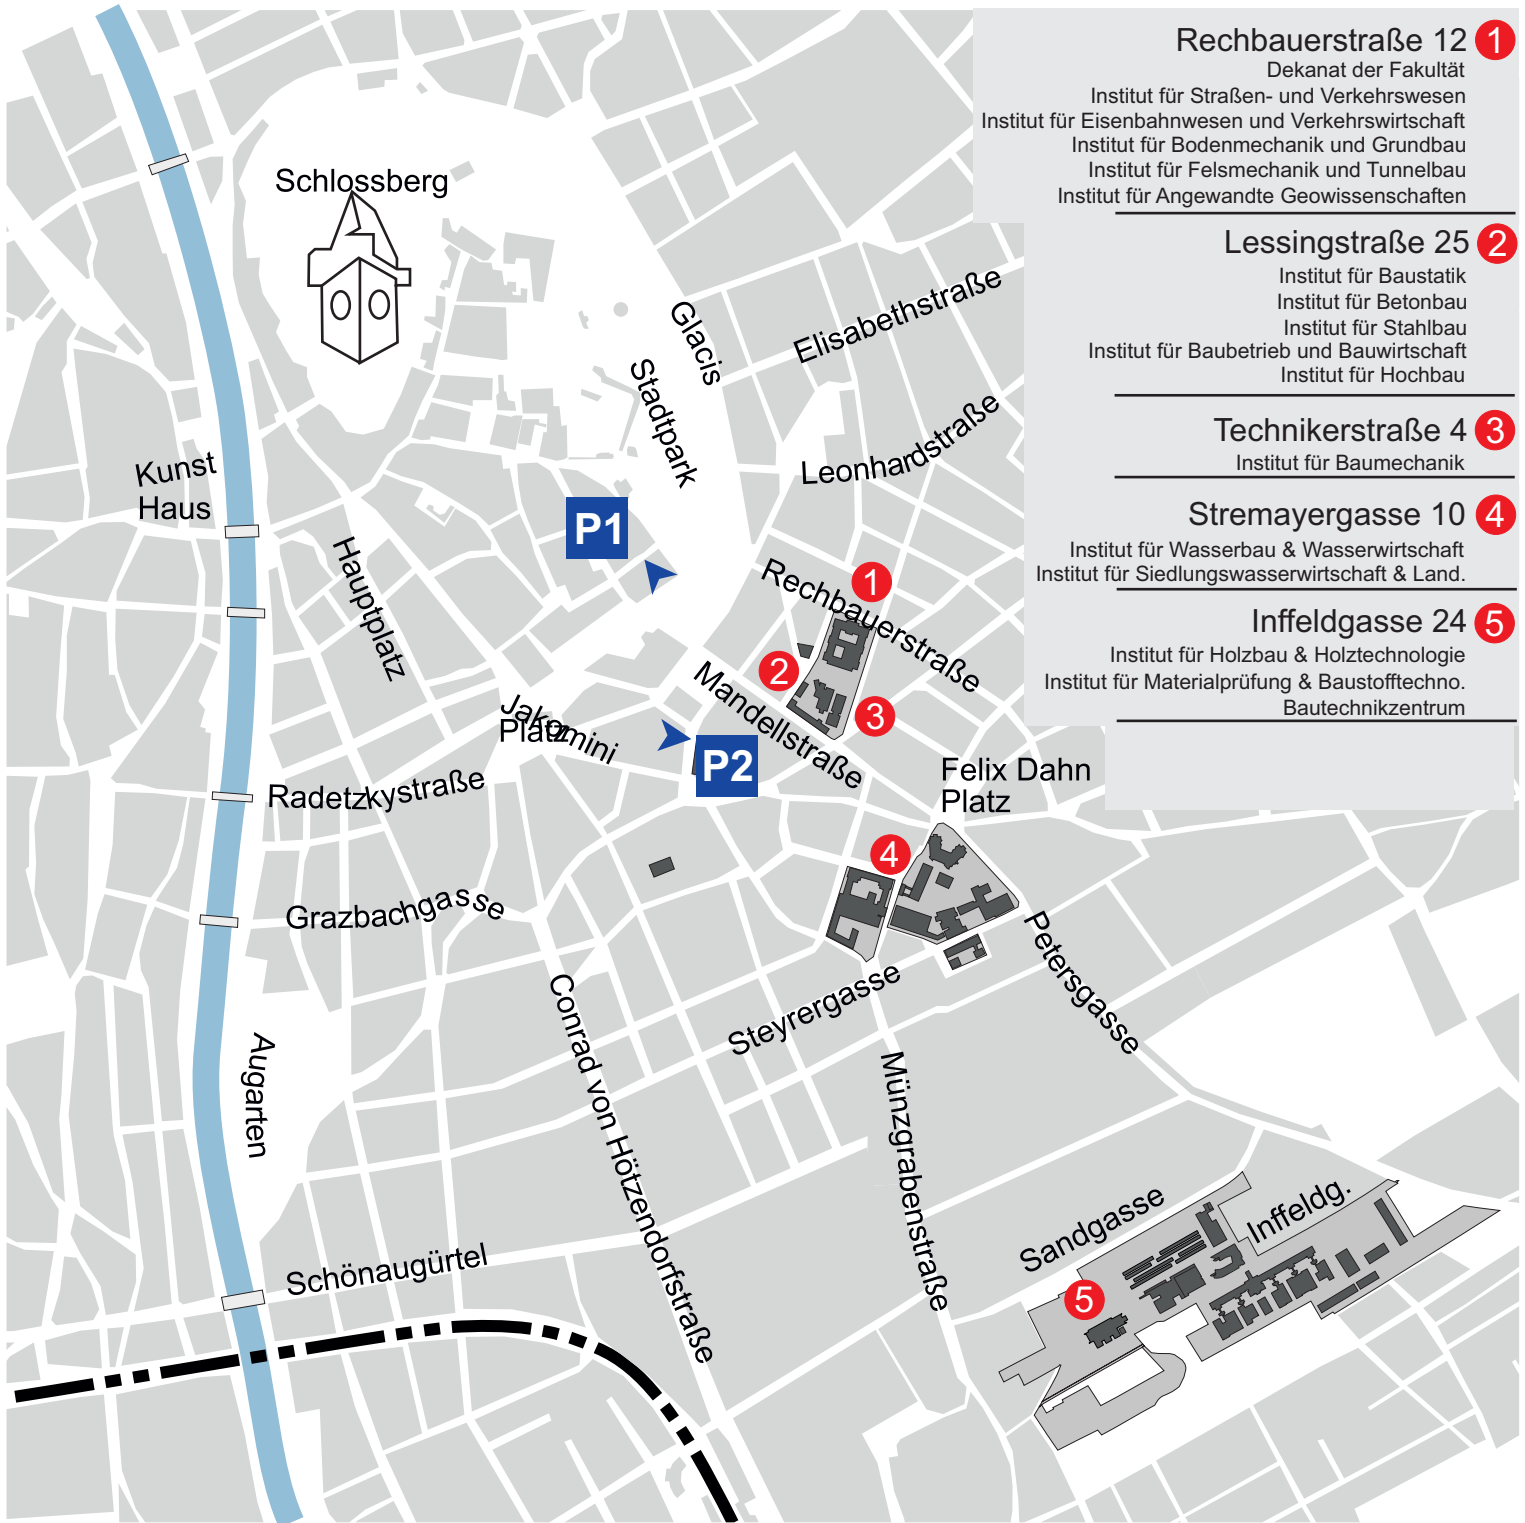 Rechbauerstraße 12 1
Dekanat der Fakultät
Institut für Straßen- und Verkehrswesen
Institut für Eisenbahnwesen und Verkehrswirtschaft
Institut für Bodenmechanik und Grundbau
Institut für Felsmechanik und Tunnelbau
Institut für Angewandte Geowissenschaften
Lessingstraße 25 2
Institut für Baustatik
Institut für Betonbau
Institut für Stahlbau
Institut für Baubetrieb und Bauwirtschaft
Institut für Hochbau
Technikerstraße 4 3
Institut für Baumechanik
Stremayergasse 10 4
Institut für Wasserbau & Wasserwirtschaft
Institut für Siedlungswasserwirtschaft & Land.
Inffeldgasse 24 5
Institut für Holzbau & Holztechnologie
Institut für Materialprüfung & Baustofftechno.
Bautechnikzentrum
Schlossberg
Glacis
Elisabethstraße
Stadtpark
Leonhardstraße
Kunst
Haus
P1
Hauptplatz
Rechbauerstraße
1
2
3
Mandellstraße
Jakomini
Platz
P2
Radetzkystraße
Felix Dahn
Platz
4
Grazbachgasse
Petersgasse
Steyrergasse
Conrad von Hötzendorfstraße
Augarten
Münzgrabenstraße
Sandgasse
Inffeldg.
5
Schönaugürtel